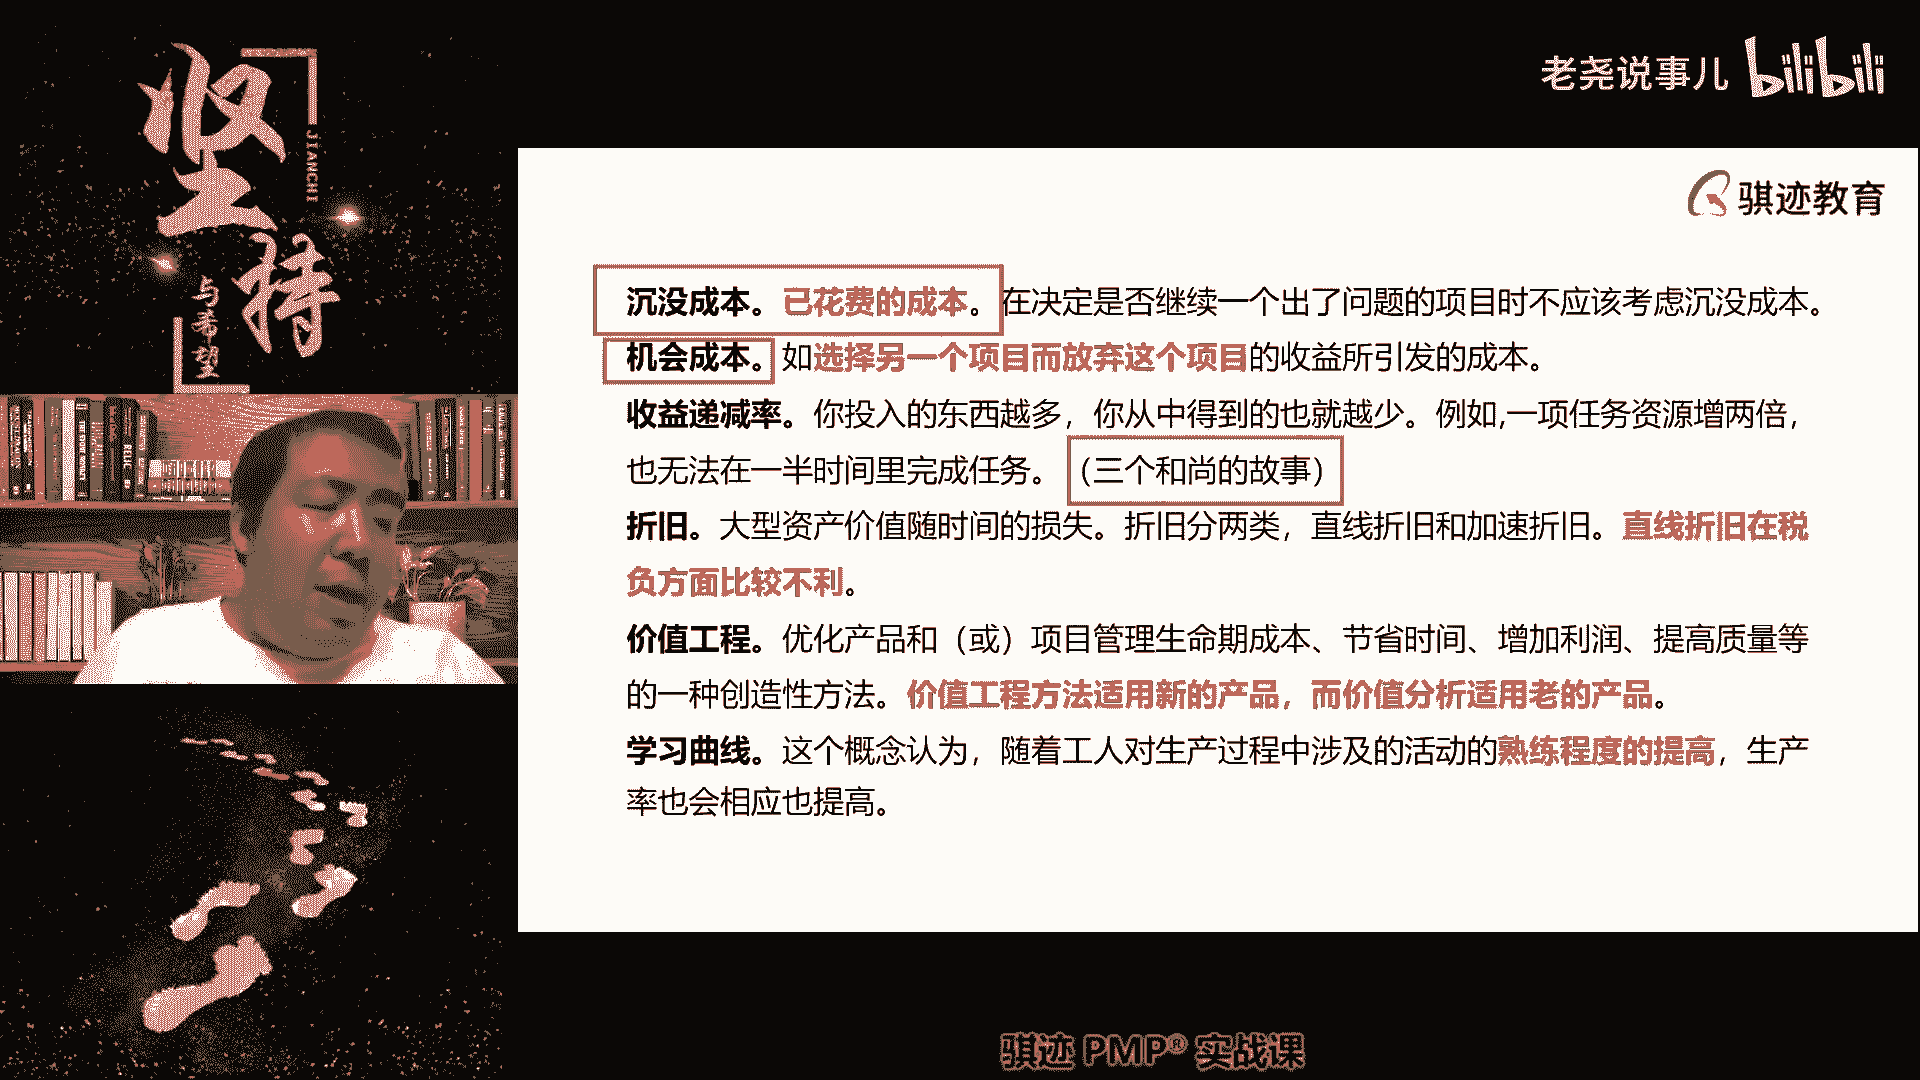 坚持
JIANCHI
与希望
老尧说事儿 bilibili
骐迹教育
沉没成本。已花费的成本。在决定是否继续一个出了问题的项目时不应该考虑沉没成本。
机会成本。如选择另一个项目而放弃这个项目的收益所引发的成本。
收益递减率。你投入的东西越多，你从中得到的也就越少。例如,一项任务资源增两倍，
也无法在一半时间里完成任务。（三个和尚的故事）
折旧。大型资产价值随时间的损失。折旧分两类，直线折旧和加速折旧。直线折旧在税
负方面比较不利。
价值工程。优化产品和（或）项目管理生命期成本、节省时间、增加利润、提高质量等
的一种创造性方法。价值工程方法适用新的产品，而价值分析适用老的产品。
学习曲线。这个概念认为，随着工人对生产过程中涉及的活动的熟练程度的提高，生产
率也会相应也提高。
骐迹 PMP® 实战课